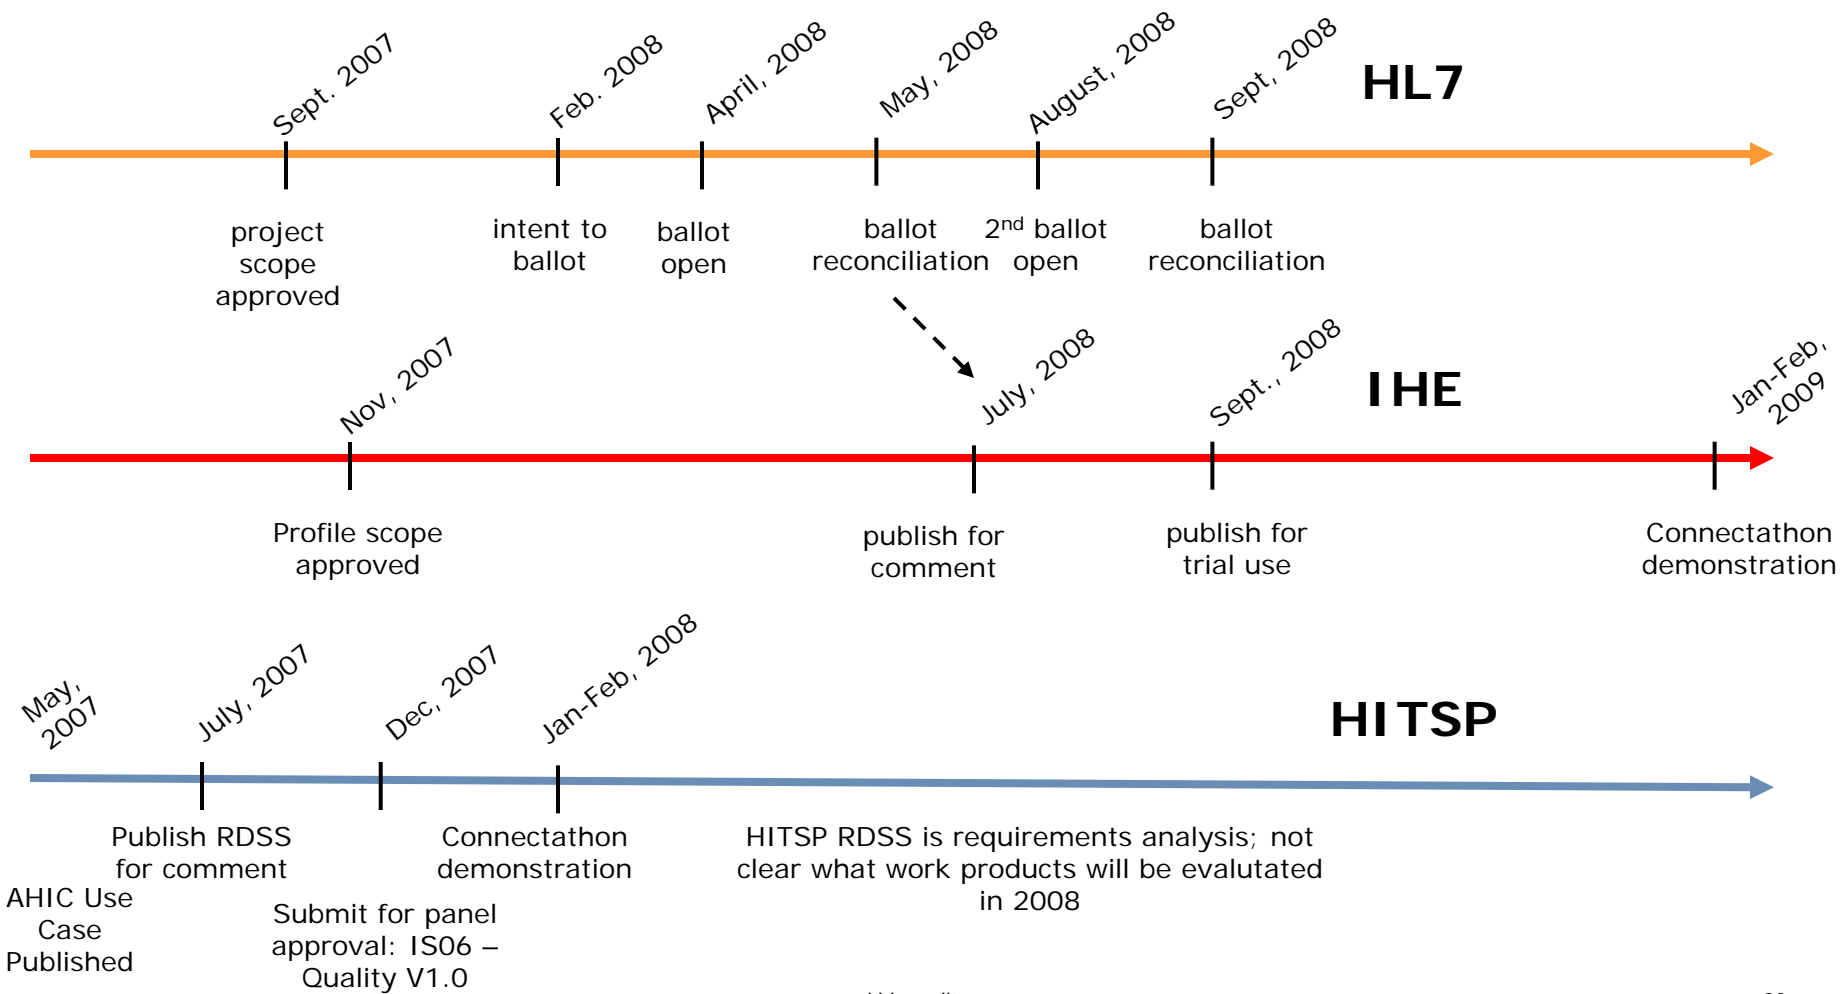 Sept. 2007
Feb. 2008
April, 2008
May, 2008
August, 2008
Sept, 2008
HL7
project
scope
approved
intent to
ballot
ballot
open
ballot
reconciliation
2nd ballot
open
ballot
reconciliation
Nov, 2007
July, 2008
Sept., 2008
IHE
Jan-Feb,
2009
Profile scope
approved
publish for
comment
publish for
trial use
Connectathon
demonstration
May,
2007
July, 2007
Dec, 2007
Jan-Feb, 2008
HITSP
AHIC Use
Case
Published
Publish RDSS
for comment
Submit for panel
approval: IS06 –
Quality V1.0
Connectathon
demonstration
HITSP RDSS is requirements analysis; not
clear what work products will be evalutated
in 2008